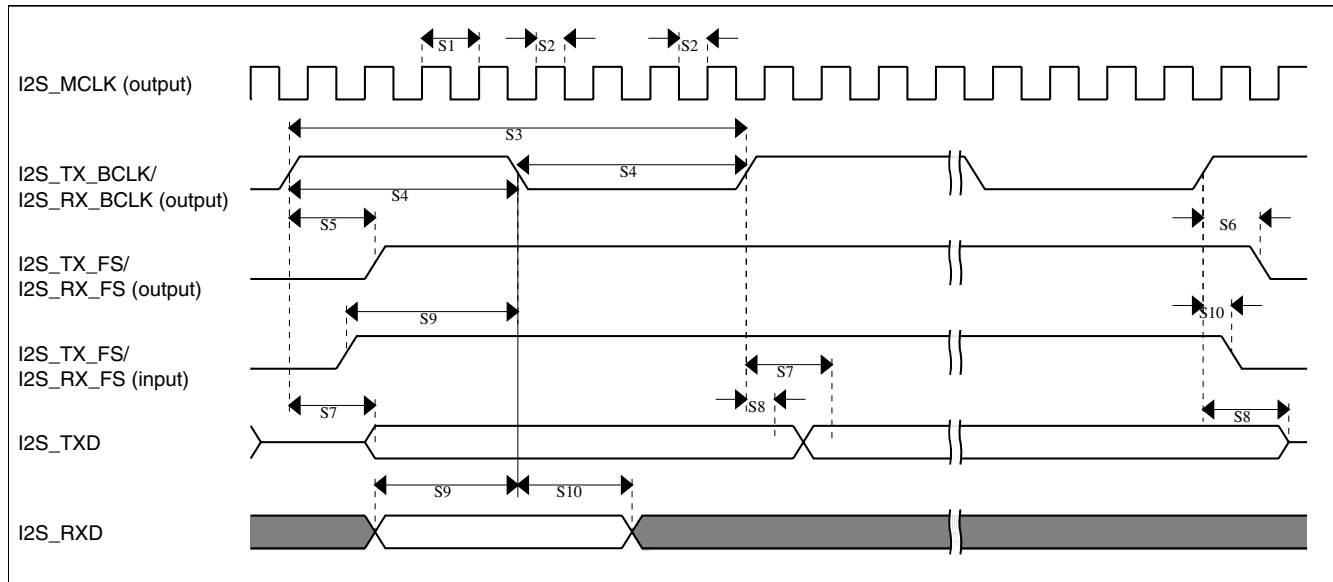 S1
S2
S2
I2S_MCLK (output)
S3
I2S_TX_BCLK/
I2S_RX_BCLK (output)
S4
S4
S5
S6
I2S_TX_FS/
I2S_RX_FS (output)
S9
S10
I2S_TX_FS/
I2S_RX_FS (input)
S7
S7
S8
S8
I2S_TXD
S9
S10
I2S_RXD